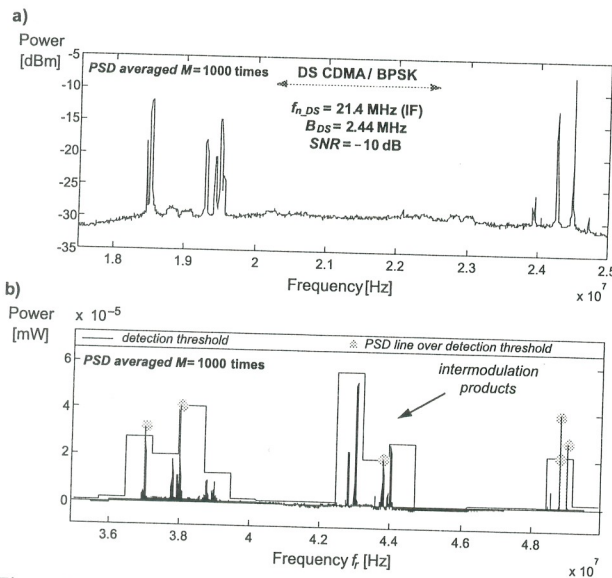 a)
Power
[dBm]
-5
-10
-15
-20
-25
-30
-35
PSD averaged M= 1000 times
DS CDMA / BPSK
fn_DS = 21.4 MHz (IF)
BDS = 2.44 MHz
SNR = -10 dB
1.8 1.9 2 2.1 2.2 2.3 2.4 2.5
Frequency [Hz]
x 10^7
b)
Power
[mW]
x 10^-5
detection threshold
PSD line over detection threshold
PSD averaged M= 1000 times
intermodulation
products
6
4
2
0
3.6 3.8 4 4.2 4.4 4.6 4.8
Frequency fr [Hz]
x 10^7